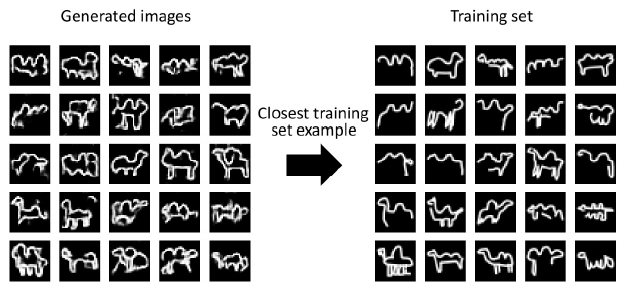 Generated images
Training set
Closest training
set example